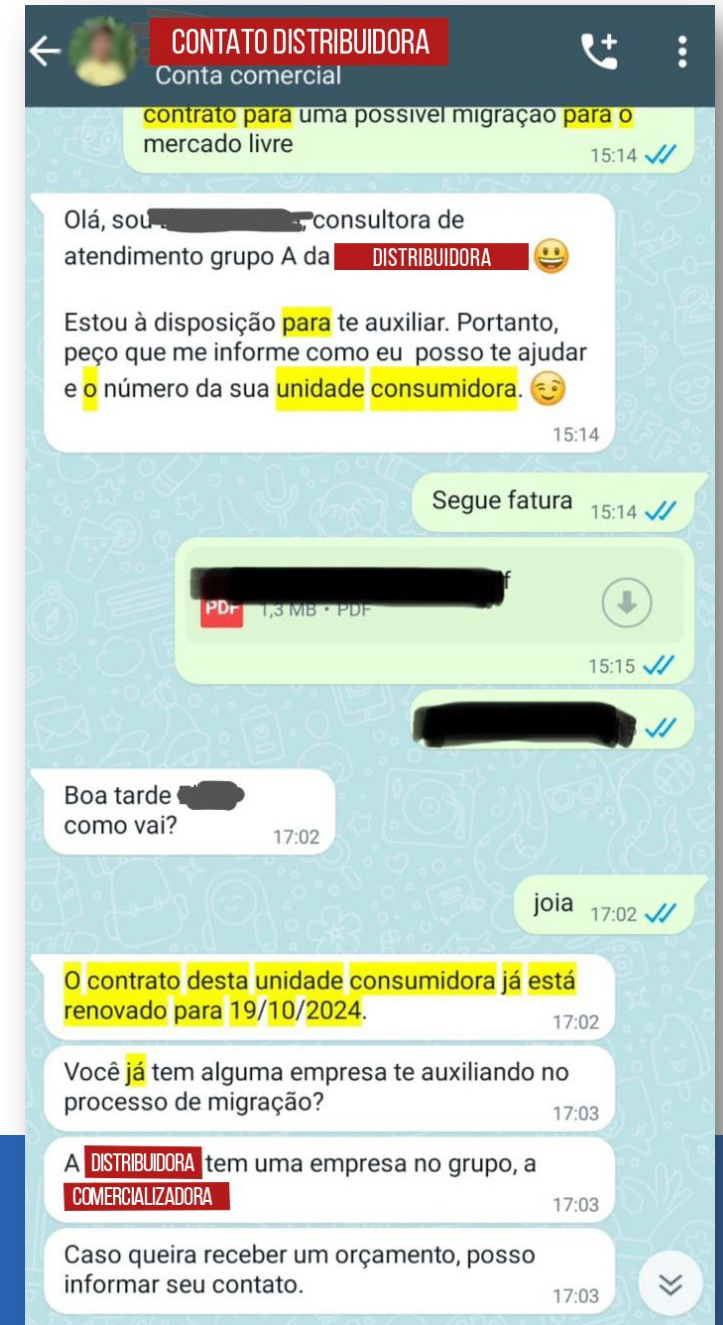 CONTATO DISTRIBUIDORA
Conta comercial
contrato para uma possível migração para o
mercado livre
15:14
Olá, sou , consultora de
atendimento grupo A da DISTRIBUIDORA 😃
Estou à disposição para te auxiliar. Portanto,
peço que me informe como eu posso te ajudar
e o número da sua unidade consumidora. 😉
15:14
Segue fatura 15:14
PDF 1,3 MB • PDF
15:15
Boa tarde
como vai?
17:02
joia 17:02
O contrato desta unidade consumidora já está
renovado para 19/10/2024.
17:02
Você já tem alguma empresa te auxiliando no
processo de migração?
17:03
A DISTRIBUIDORA tem uma empresa no grupo, a
COMERCIALIZADORA
17:03
Caso queira receber um orçamento, posso
informar seu contato.
17:03